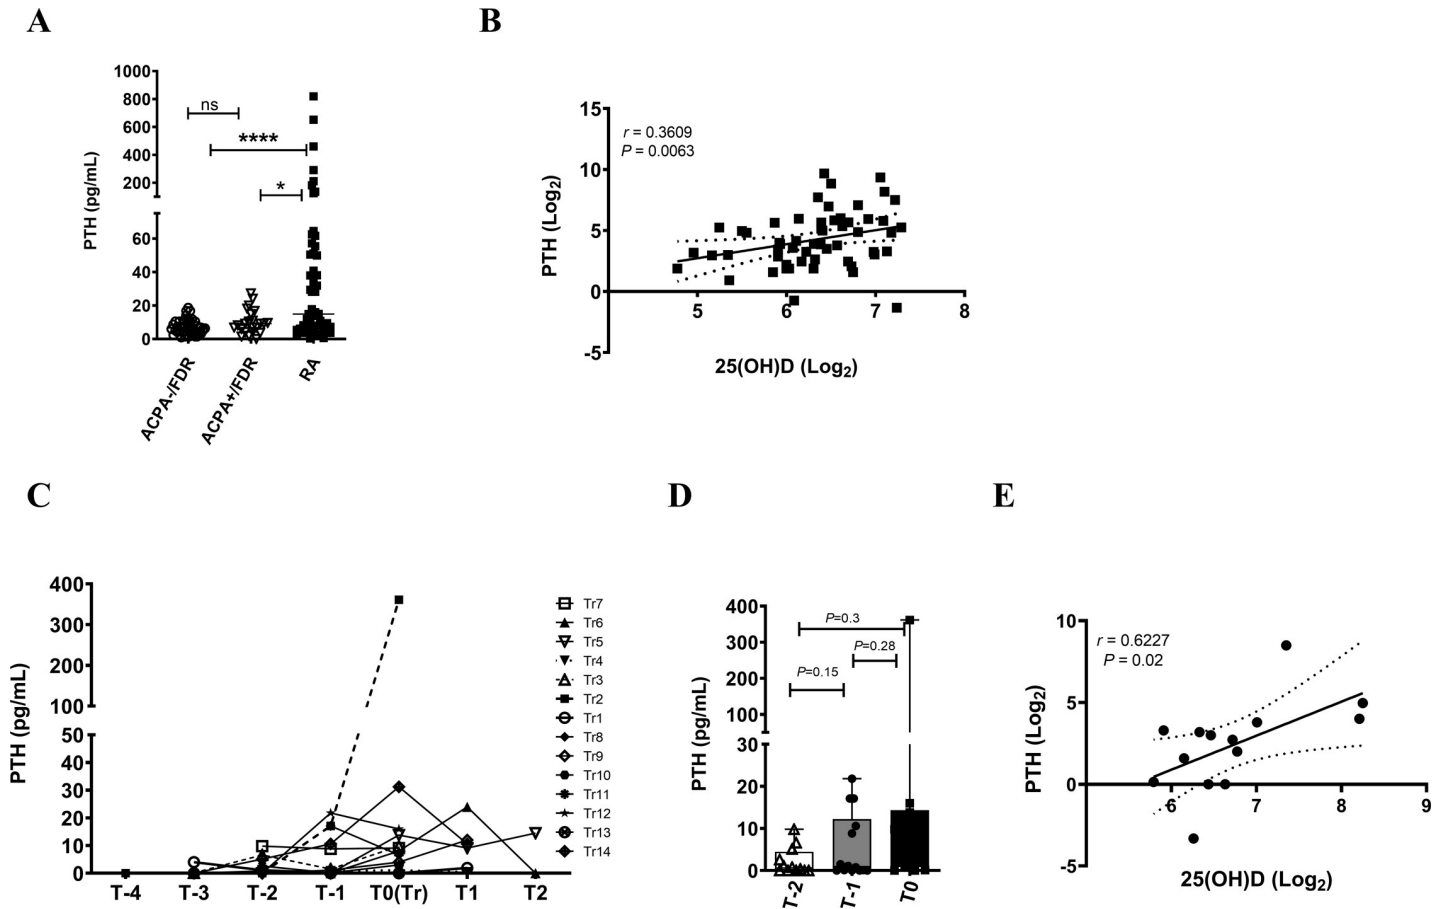 A
B
PTH (pg/mL)
1000
800
600
400
200
60
40
20
0
ns
****
*
ACPA-/FDR
ACPA+/FDR
RA
PTH (Log2)
15
10
5
0
-5
r = 0.3609
P = 0.0063
5
6
7
8
25(OH)D (Log2)
C
D
E
PTH (pg/mL)
400
300
200
100
50
40
30
20
10
0
T-4
T-3
T-2
T-1
T0(Tr)
T1
T2
Tr7
Tr6
Tr5
Tr4
Tr3
Tr2
Tr1
Tr8
Tr9
Tr10
Tr11
Tr12
Tr13
Tr14
PTH (pg/mL)
400
300
200
100
30
20
10
0
P=0.3
P=0.28
P=0.15
T-2
T-1
T0
PTH (Log2)
10
5
0
-5
r = 0.6227
P = 0.02
6
7
8
9
25(OH)D (Log2)